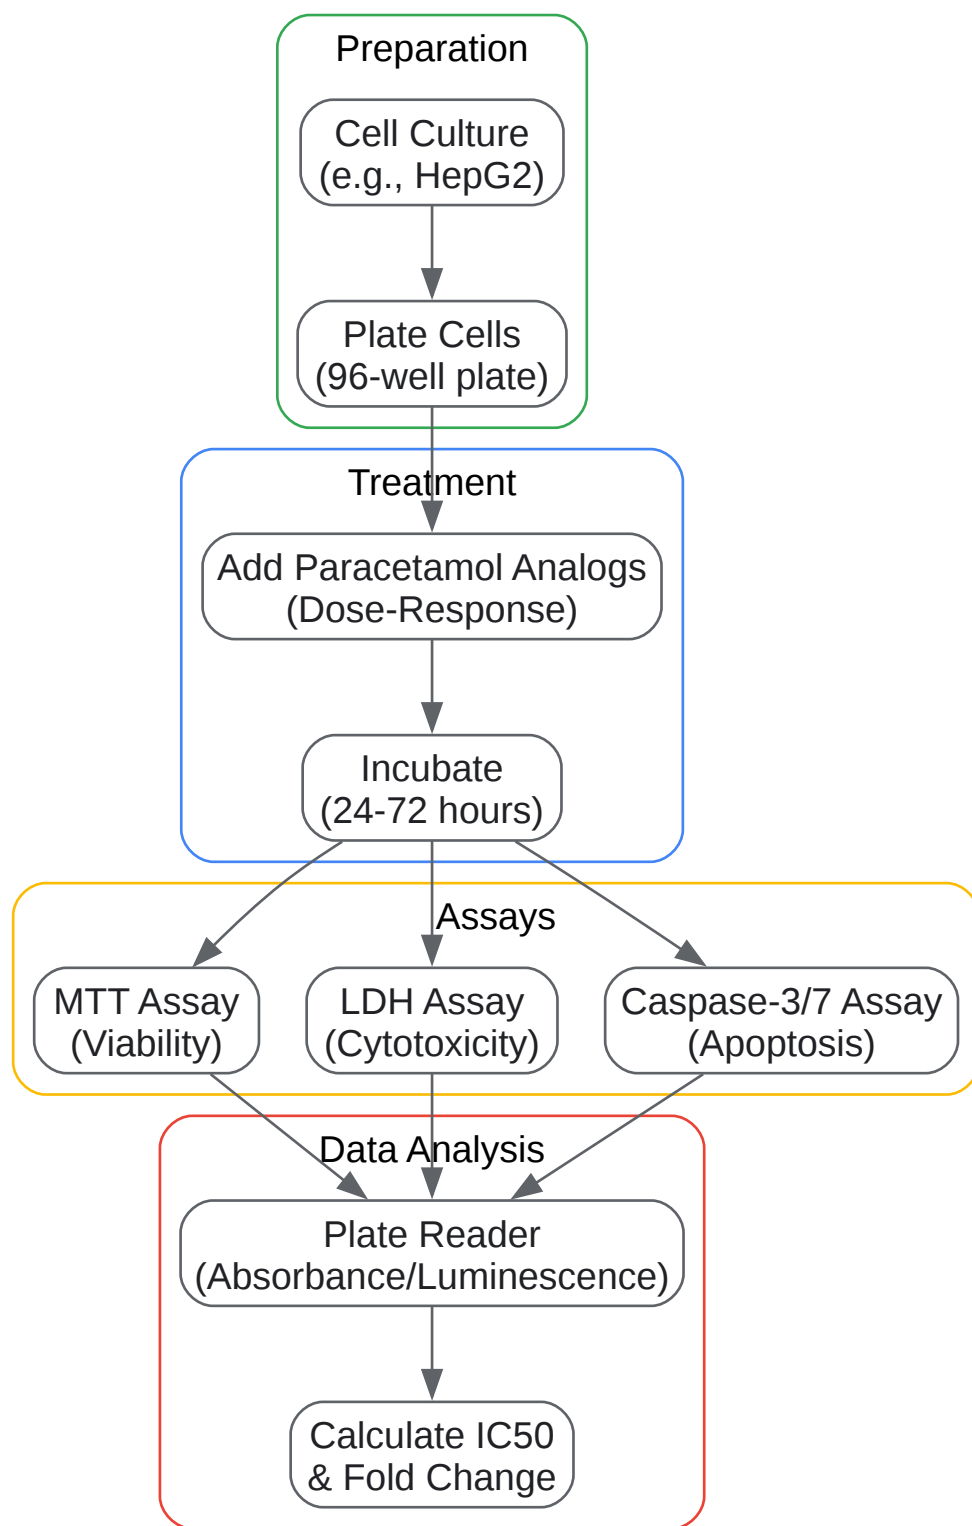 Preparation
Cell Culture
(e.g., HepG2)
Plate Cells
(96-well plate)
Treatment
Add Paracetamol Analogs
(Dose-Response)
Incubate
(24-72 hours)
Assays
MTT Assay
(Viability)
LDH Assay
(Cytotoxicity)
Caspase-3/7 Assay
(Apoptosis)
Data Analysis
Plate Reader
(Absorbance/Luminescence)
Calculate IC50
& Fold Change